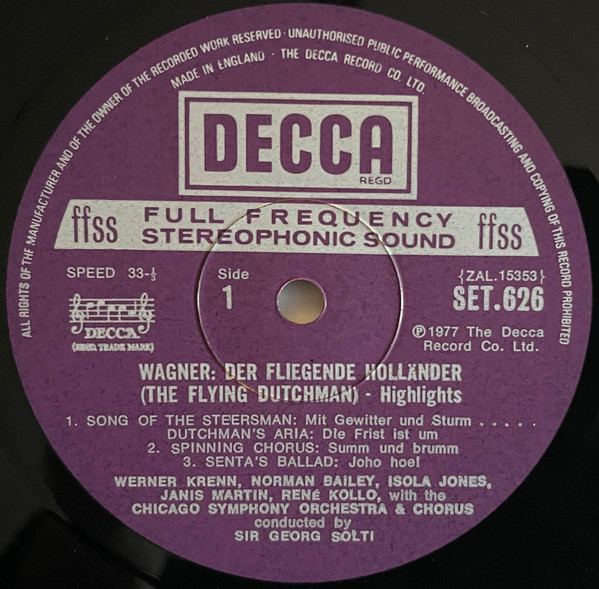 ALL RIGHTS OF THE MANUFACTURER AND OF THE OWNER OF THE RECORDED WORK RESERVED · UNAUTHORISED PUBLIC PERFORMANCE BROADCASTING AND COPYING OF THIS RECORD PROHIBITED
MADE IN ENGLAND · THE DECCA RECORD CO. LTD.
DECCA
REGD
ffss FULL FREQUENCY STEREOPHONIC SOUND ffss
SPEED 33-⅓
Side
1
{ZAL.15353}
SET.626
DECCA
(REGD. TRADE MARK)
Ⓟ1977 The Decca
Record Co. Ltd.
WAGNER: DER FLIEGENDE HOLLÄNDER
(THE FLYING DUTCHMAN) - Highlights
1. SONG OF THE STEERSMAN: Mit Gewitter und Sturm . . . . .
DUTCHMAN'S ARIA: Die Frist ist um
2. SPINNING CHORUS: Summ und brumm
3. SENTA'S BALLAD: Joho hoe!
WERNER KRENN, NORMAN BAILEY, ISOLA JONES,
JANIS MARTIN, RENÉ KOLLO, with the
CHICAGO SYMPHONY ORCHESTRA & CHORUS
conducted by
SIR GEORG SOLTI